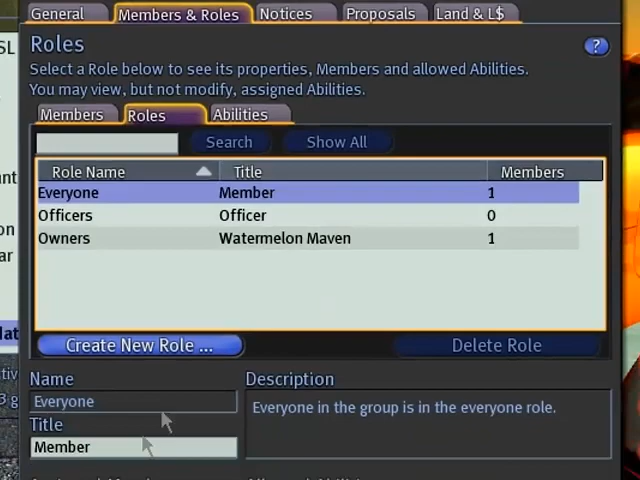 General Members & Roles Notices Proposals Land & L$
SL
Roles
?
Select a Role below to see its properties, Members and allowed Abilities.
You may view, but not modify, assigned Abilities.
Members Roles Abilities
Search Show All
Role Name Title Members
Everyone Member 1
Officers Officer 0
Owners Watermelon Maven 1
Create New Role ... Delete Role
Name Description
Everyone Everyone in the group is in the everyone role.
Title
Member